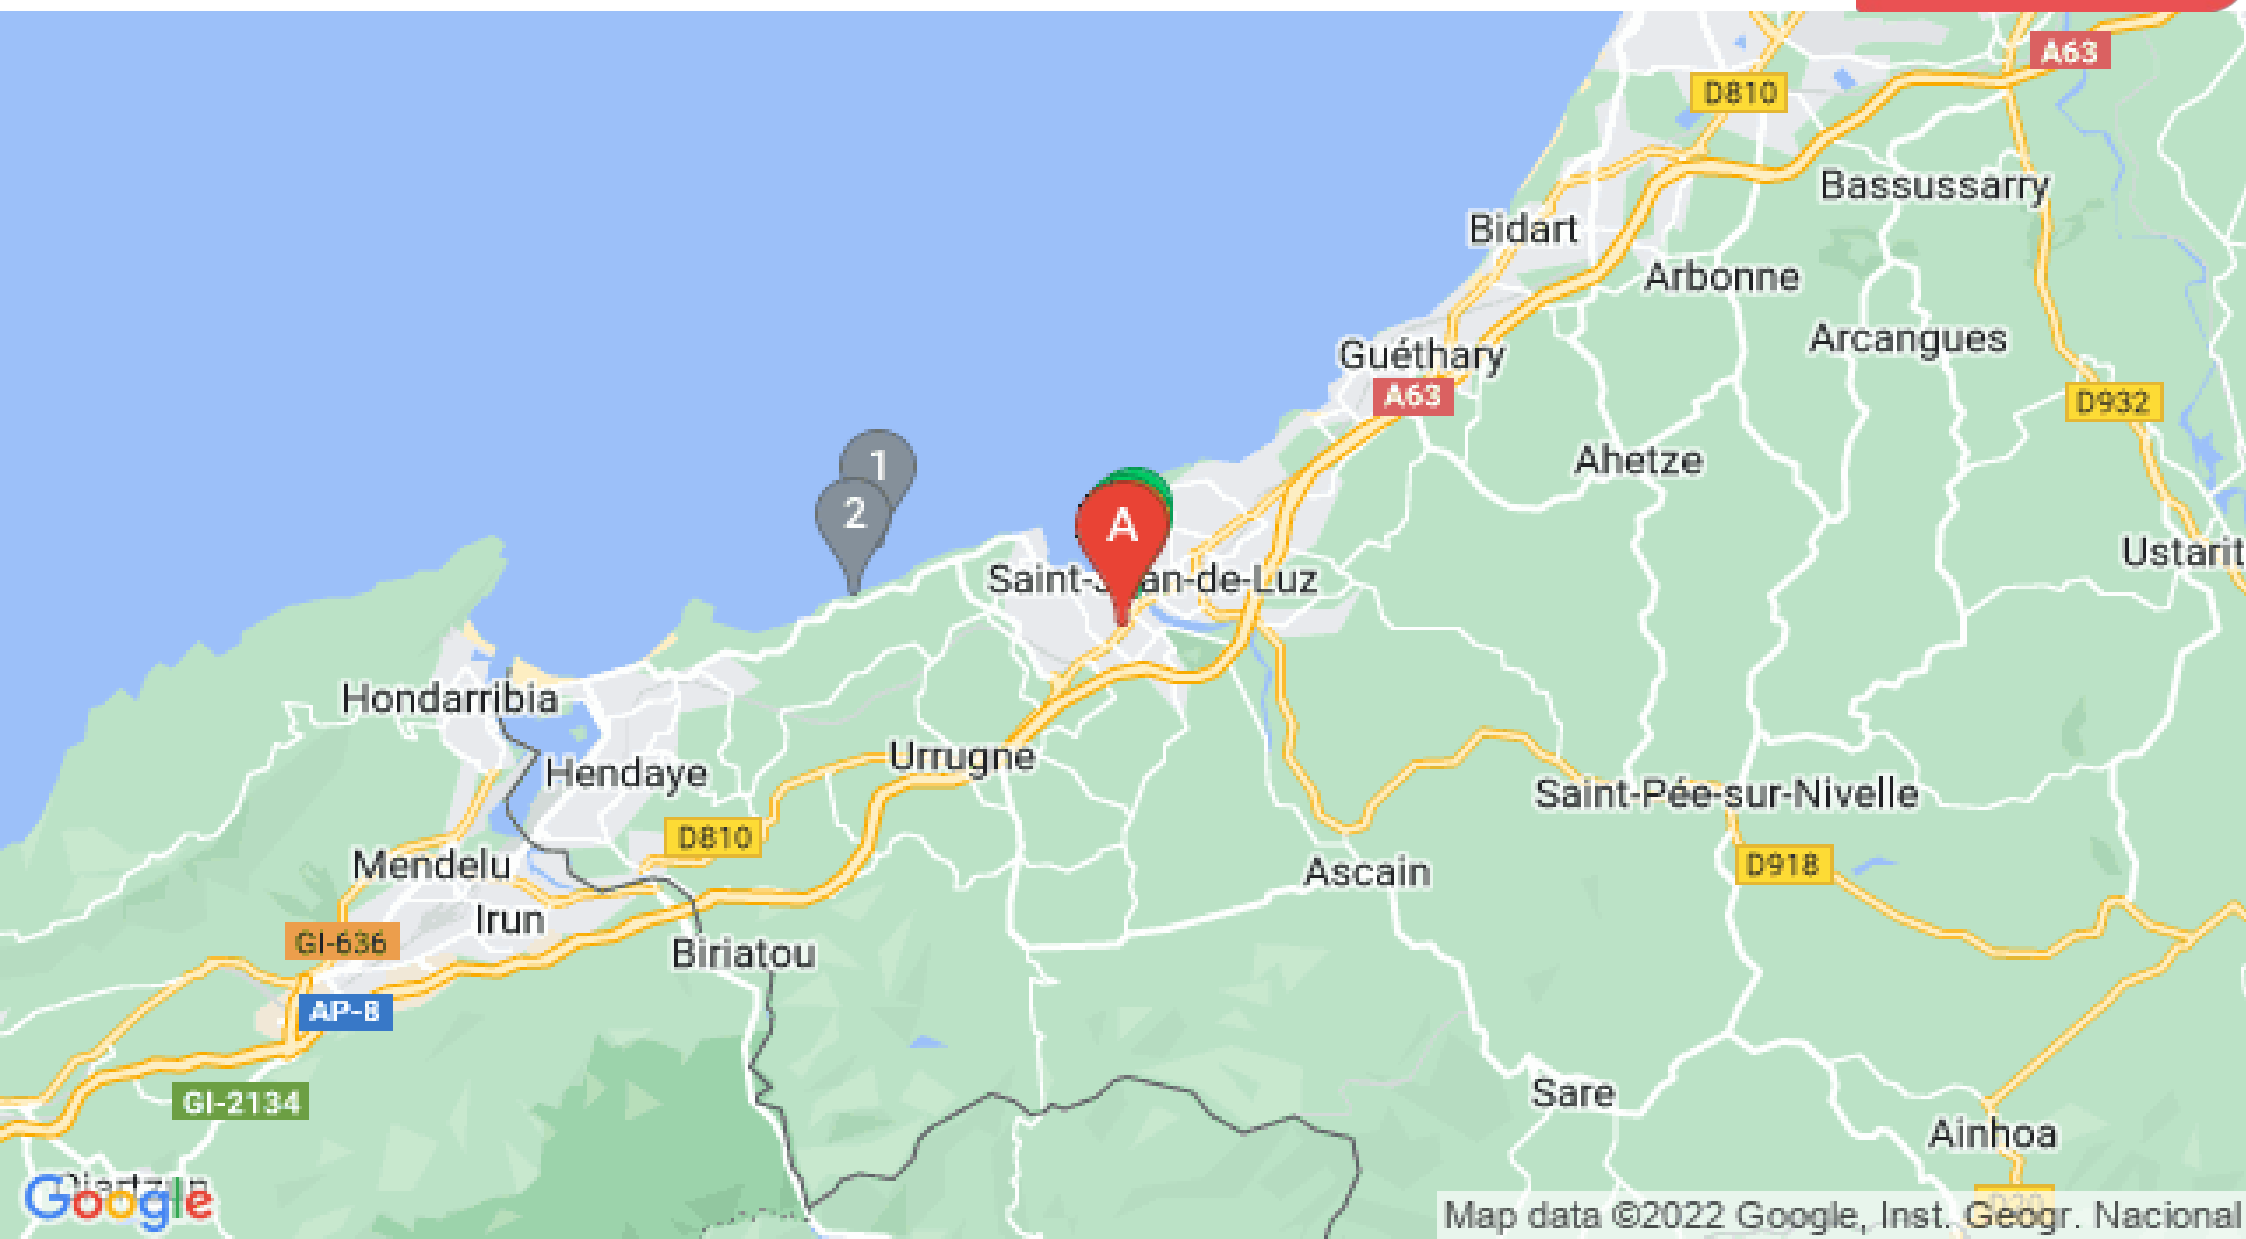 A63
D810
Bassussarry
Bidart
Arbonne
Arcangues
Guéthary
A63
D932
Ahetze
1
2
A
Ustarit
Saint-Jean-de-Luz
Hondarribia
Urrugne
Hendaye
Saint-Pée-sur-Nivelle
D810
Mendelu
D918
Ascain
Irun
GI-636
Biriatou
AP-8
Sare
GI-2134
Ainhoa
Google
Map data ©2022 Google, Inst. Geogr. Nacional